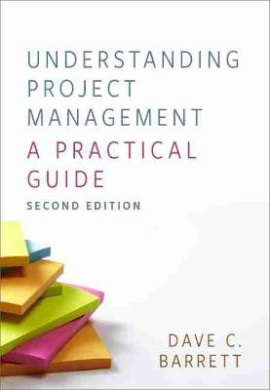 UNDERSTANDING
PROJECT
MANAGEMENT
A PRACTICAL
GUIDE
SECOND EDITION
DAVE C.
BARRETT